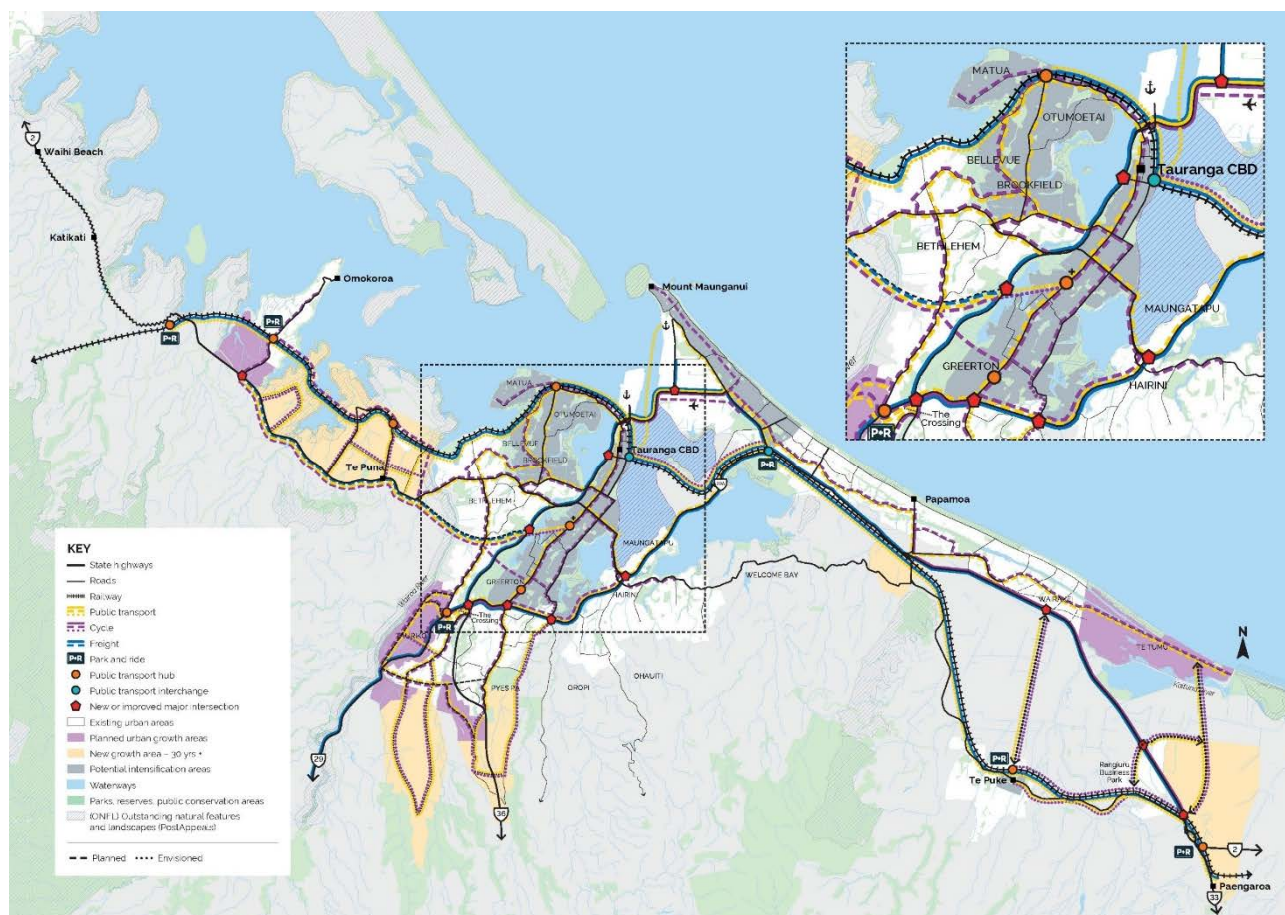 2
Waihi Beach
Katikati
Omokoroa
P+R
P+R
Te Puna
Mount Maunganui
MATUA
OTUMOETAI
BELLEVUE
BROOKFIELD
Tauranga CBD
BETHLEHEM
MAUNGATAPU
GREERTON
HAIRINI
The
Crossing
P+R
Wairoa River
PYES PA
OROPI
OHAUITI
WELCOME BAY
29
36
P+R
Papamoa
WAIRAKEI
TE TUMU
Kaituna River
N
Rangiuru
Business
Park
P+R
Te Puke
P+R
2
Paengaroa
33
MATUA
OTUMOETAI
BELLEVUE
BROOKFIELD
Tauranga CBD
BETHLEHEM
MAUNGATAPU
GREERTON
HAIRINI
The
Crossing
P+R
KEY
State highways
Roads
Railway
Public transport
Cycle
Freight
P+R Park and ride
Public transport hub
Public transport interchange
New or improved major intersection
Existing urban areas
Planned urban growth areas
New growth area – 30 yrs +
Potential intensification areas
Waterways
Parks, reserves, public conservation areas
(ONFL) Outstanding natural features
and landscapes (PostAppeals)
Planned
Envisioned